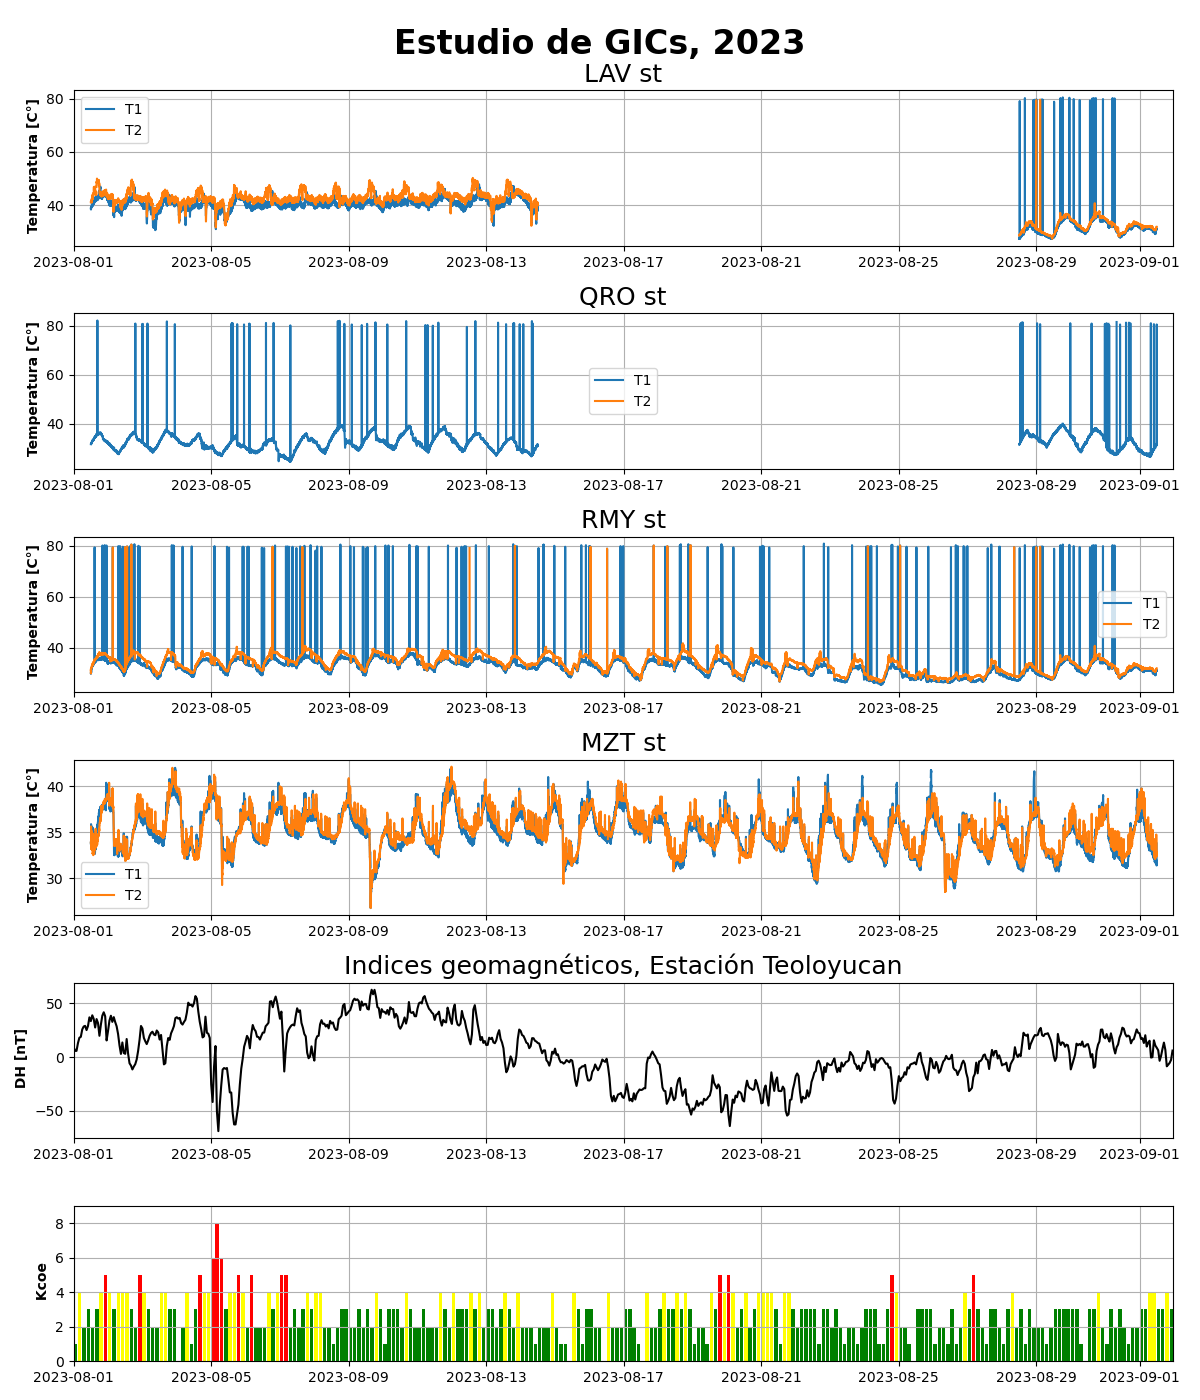 Estudio de GICs, 2023
LAV st
Temperatura [C°]
80
60
40
T1
T2
2023-08-01 2023-08-05 2023-08-09 2023-08-13 2023-08-17 2023-08-21 2023-08-25 2023-08-29 2023-09-01
QRO st
Temperatura [C°]
80
60
40
T1
T2
2023-08-01 2023-08-05 2023-08-09 2023-08-13 2023-08-17 2023-08-21 2023-08-25 2023-08-29 2023-09-01
RMY st
Temperatura [C°]
80
60
40
T1
T2
2023-08-01 2023-08-05 2023-08-09 2023-08-13 2023-08-17 2023-08-21 2023-08-25 2023-08-29 2023-09-01
MZT st
Temperatura [C°]
40
35
30
T1
T2
2023-08-01 2023-08-05 2023-08-09 2023-08-13 2023-08-17 2023-08-21 2023-08-25 2023-08-29 2023-09-01
Indices geomagnéticos, Estación Teoloyucan
DH [nT]
50
0
−50
2023-08-01 2023-08-05 2023-08-09 2023-08-13 2023-08-17 2023-08-21 2023-08-25 2023-08-29 2023-09-01
Kcoe
8
6
4
2
0
2023-08-01 2023-08-05 2023-08-09 2023-08-13 2023-08-17 2023-08-21 2023-08-25 2023-08-29 2023-09-01